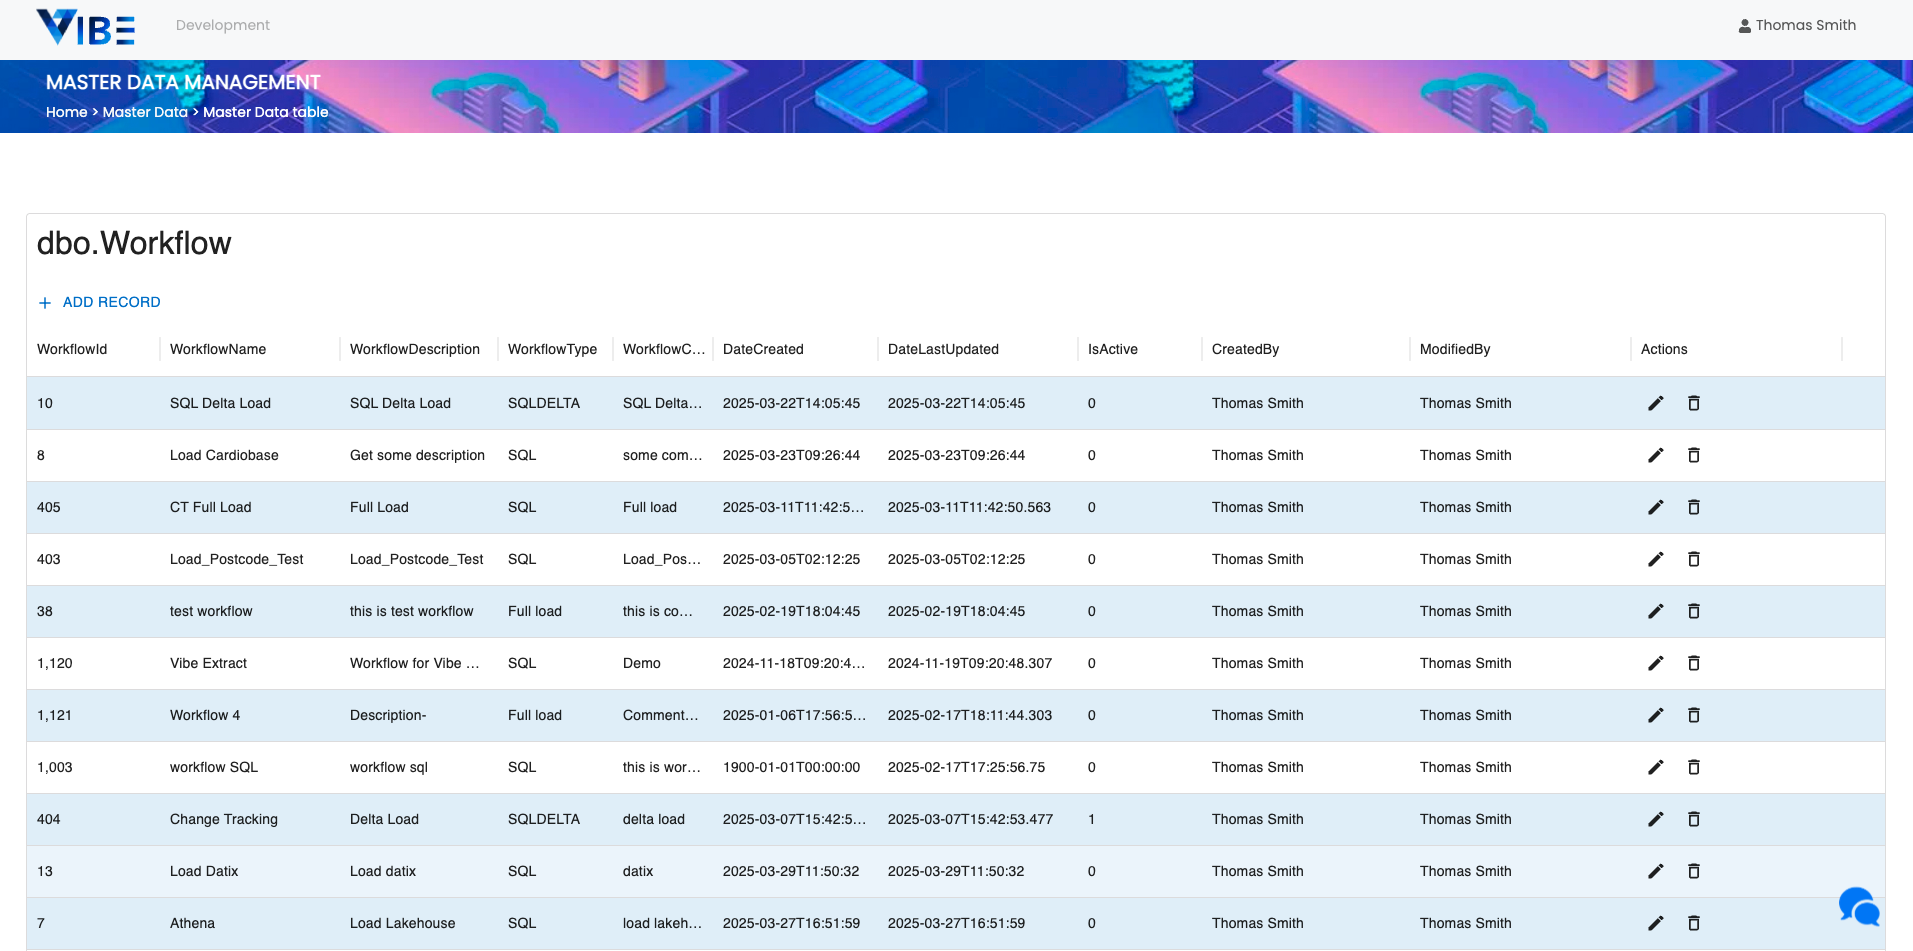 VIBE Development Thomas Smith
MASTER DATA MANAGEMENT
Home > Master Data > Master Data table
dbo.Workflow
+ ADD RECORD
WorkflowId WorkflowName WorkflowDescription WorkflowType WorkflowC... DateCreated DateLastUpdated IsActive CreatedBy ModifiedBy Actions
10 SQL Delta Load SQL Delta Load SQLDELTA SQL Delta... 2025-03-22T14:05:45 2025-03-22T14:05:45 0 Thomas Smith Thomas Smith
8 Load Cardiobase Get some description SQL some com... 2025-03-23T09:26:44 2025-03-23T09:26:44 0 Thomas Smith Thomas Smith
405 CT Full Load Full Load SQL Full load 2025-03-11T11:42:5... 2025-03-11T11:42:50.563 0 Thomas Smith Thomas Smith
403 Load_Postcode_Test Load_Postcode_Test SQL Load_Pos... 2025-03-05T02:12:25 2025-03-05T02:12:25 0 Thomas Smith Thomas Smith
38 test workflow this is test workflow Full load this is co... 2025-02-19T18:04:45 2025-02-19T18:04:45 0 Thomas Smith Thomas Smith
1,120 Vibe Extract Workflow for Vibe ... SQL Demo 2024-11-18T09:20:4... 2024-11-19T09:20:48.307 0 Thomas Smith Thomas Smith
1,121 Workflow 4 Description- Full load Comment... 2025-01-06T17:56:5... 2025-02-17T18:11:44.303 0 Thomas Smith Thomas Smith
1,003 workflow SQL workflow sql SQL this is wor... 1900-01-01T00:00:00 2025-02-17T17:25:56.75 0 Thomas Smith Thomas Smith
404 Change Tracking Delta Load SQLDELTA delta load 2025-03-07T15:42:5... 2025-03-07T15:42:53.477 1 Thomas Smith Thomas Smith
13 Load Datix Load datix SQL datix 2025-03-29T11:50:32 2025-03-29T11:50:32 0 Thomas Smith Thomas Smith
7 Athena Load Lakehouse SQL load lakeh... 2025-03-27T16:51:59 2025-03-27T16:51:59 0 Thomas Smith Thomas Smith